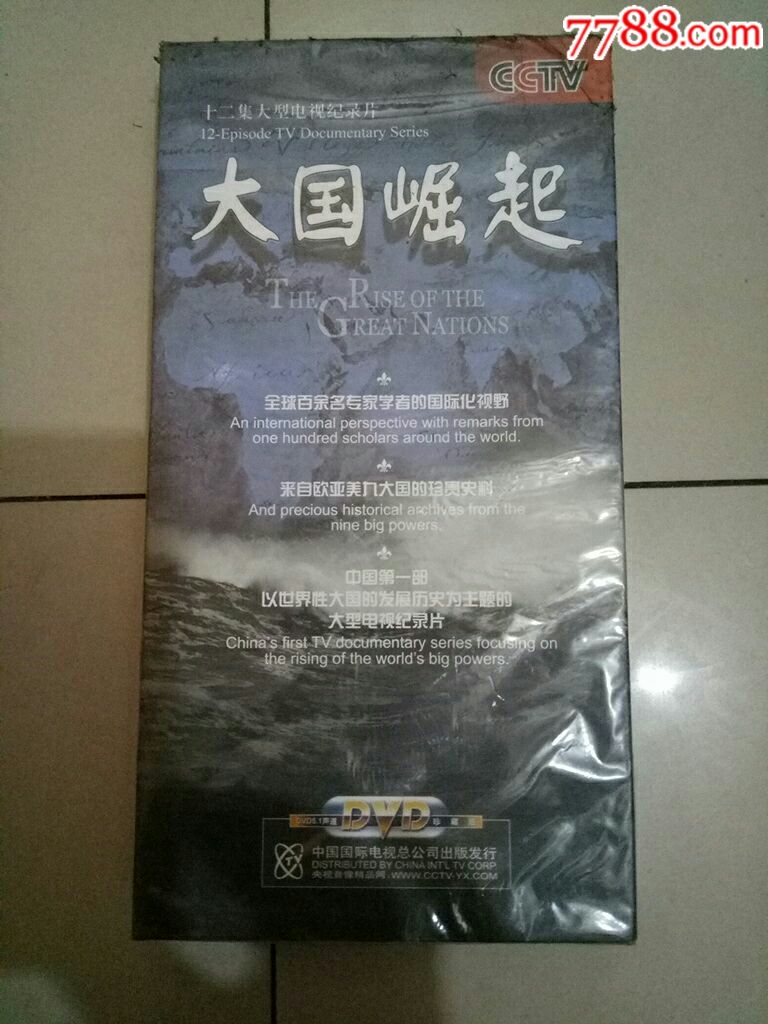 7788.com
CCTV
十二集大型电视纪录片
12-Episode TV Documentary Series
大国崛起
THE RISE OF THE
GREAT NATIONS
全球百余名专家学者的国际化视野
An international perspective with remarks from
one hundred scholars around the world.
来自欧亚美九大国的珍贵史料
And precious historical archives from the
nine big powers.
中国第一部
以世界性大国的发展历史为主题的
大型电视纪录片
China's first TV documentary series focusing on
the rising of the world's big powers.
DVD5.1声道 DVD 珍藏版
中国国际电视总公司出版发行
DISTRIBUTED BY CHINA INT'L TV CORP.
央视音像精品网·WWW.CCTV-YX.COM